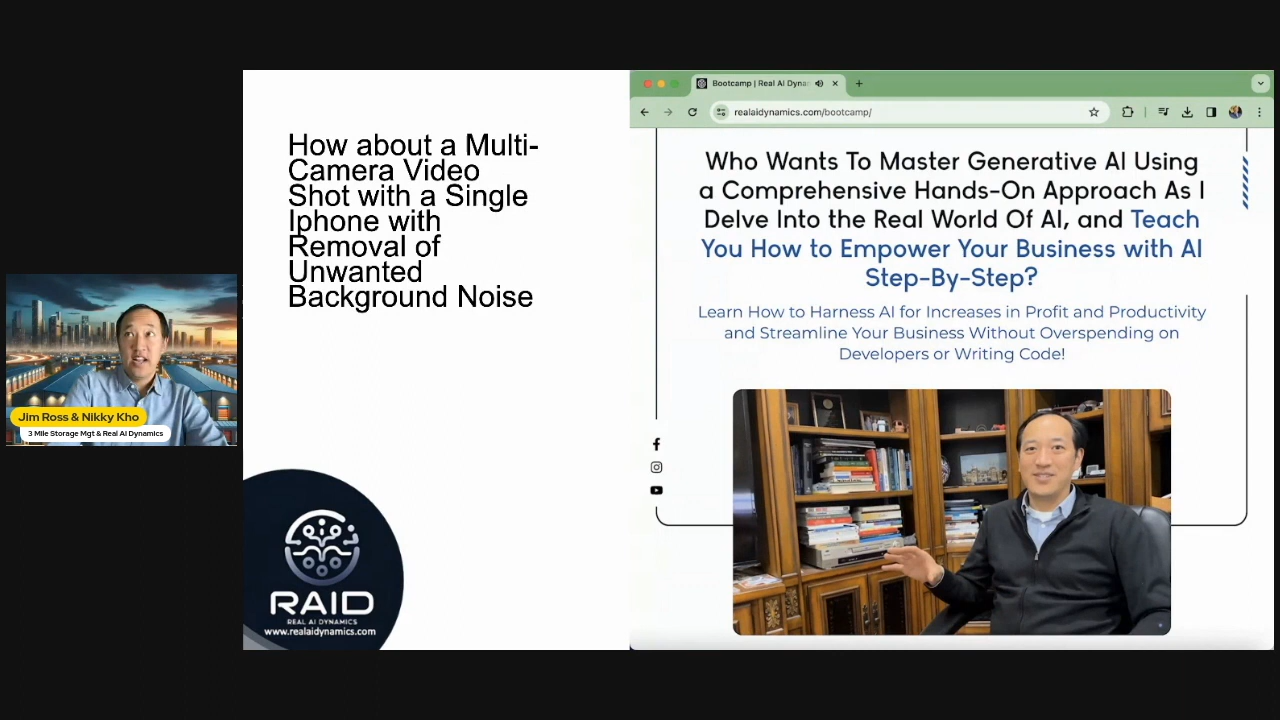 Jim Ross & Nikky Kho
3 Mile Storage Mgt & Real AI Dynamics
How about a Multi-
Camera Video
Shot with a Single
Iphone with
Removal of
Unwanted
Background Noise
RAID
REAL AI DYNAMICS
www.realaidynamics.com
Bootcamp | Real AI Dyna
realaidynamics.com/bootcamp/
Who Wants To Master Generative AI Using
a Comprehensive Hands-On Approach As I
Delve Into the Real World Of AI, and Teach
You How to Empower Your Business with AI
Step-By-Step?
Learn How to Harness AI for Increases in Profit and Productivity
and Streamline Your Business Without Overspending on
Developers or Writing Code!